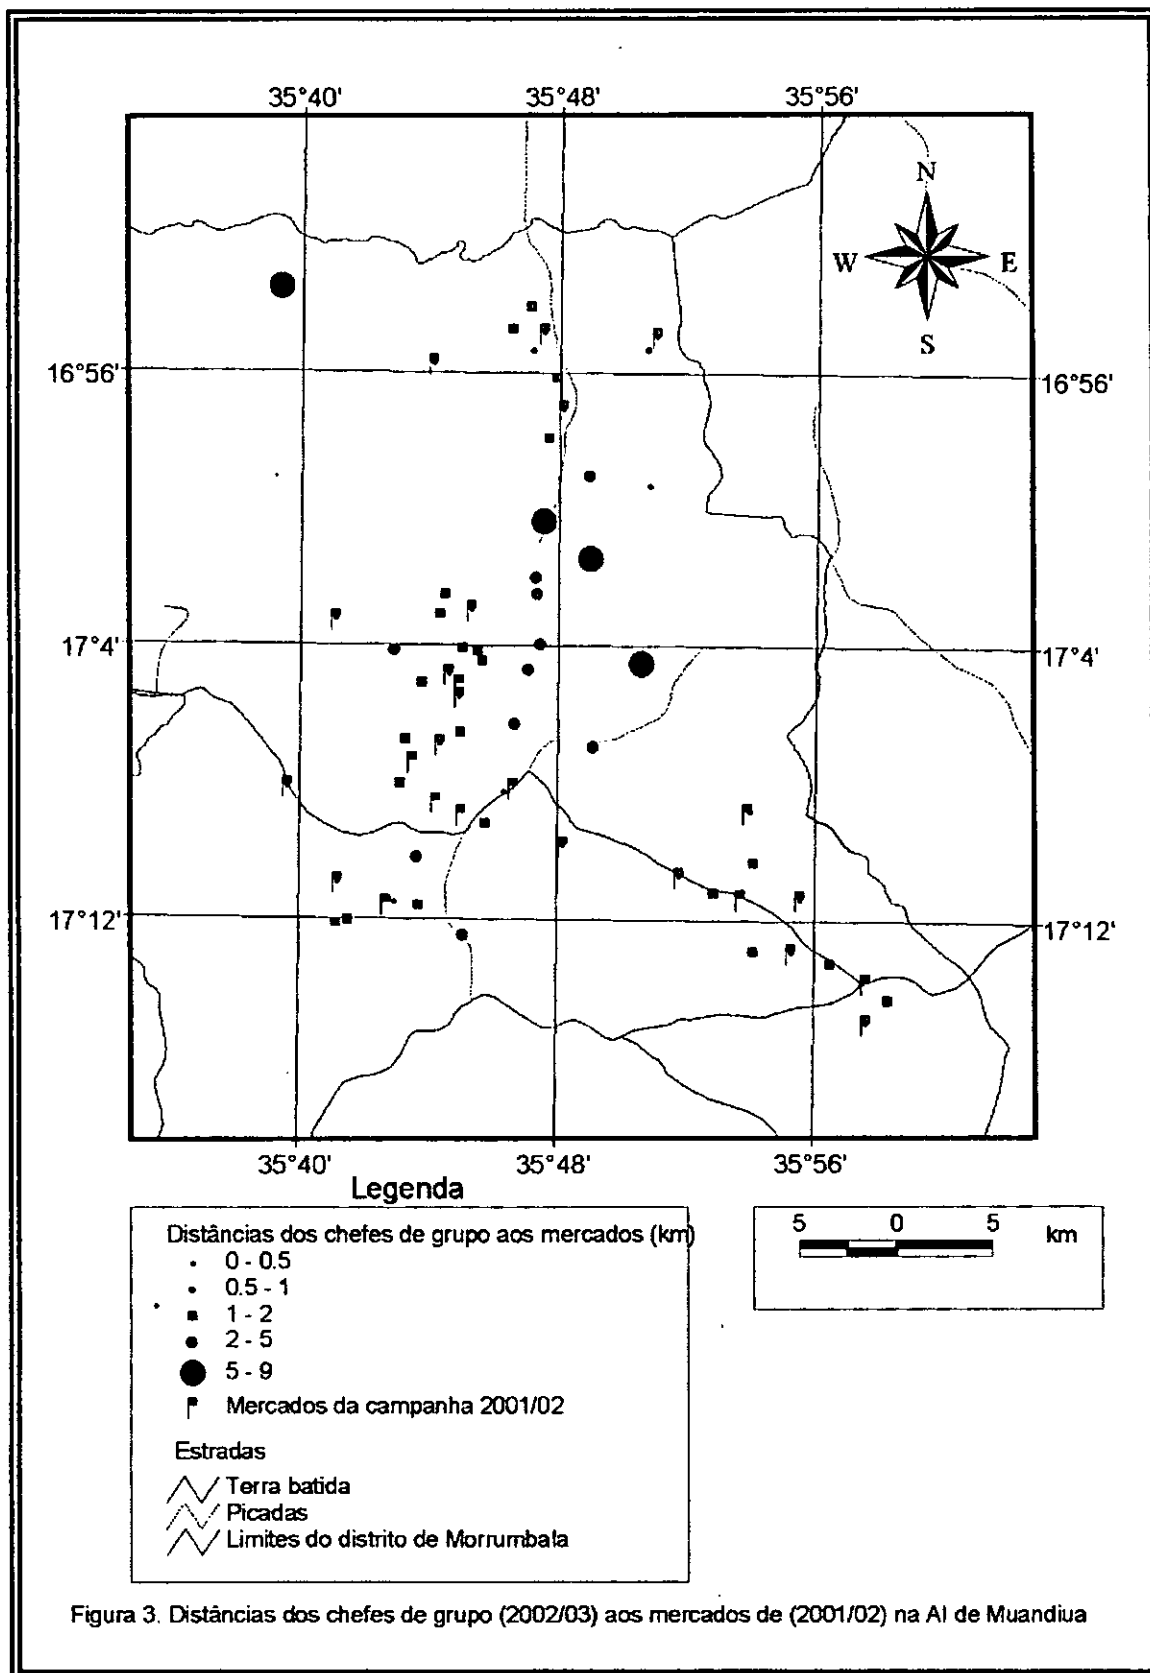 35°40' 35°48' 35°56'
N
W E
S
16°56' 16°56'
17°4' 17°4'
17°12' 17°12'
35°40' 35°48' 35°56'
Legenda
Distâncias dos chefes de grupo aos mercados (km)
0 - 0.5
0.5 - 1
1 - 2
2 - 5
5 - 9
Mercados da campanha 2001/02
Estradas
Terra batida
Picadas
Limites do distrito de Morrumbala
5 0 5 km
Figura 3. Distâncias dos chefes de grupo (2002/03) aos mercados de (2001/02) na AI de Muandiua